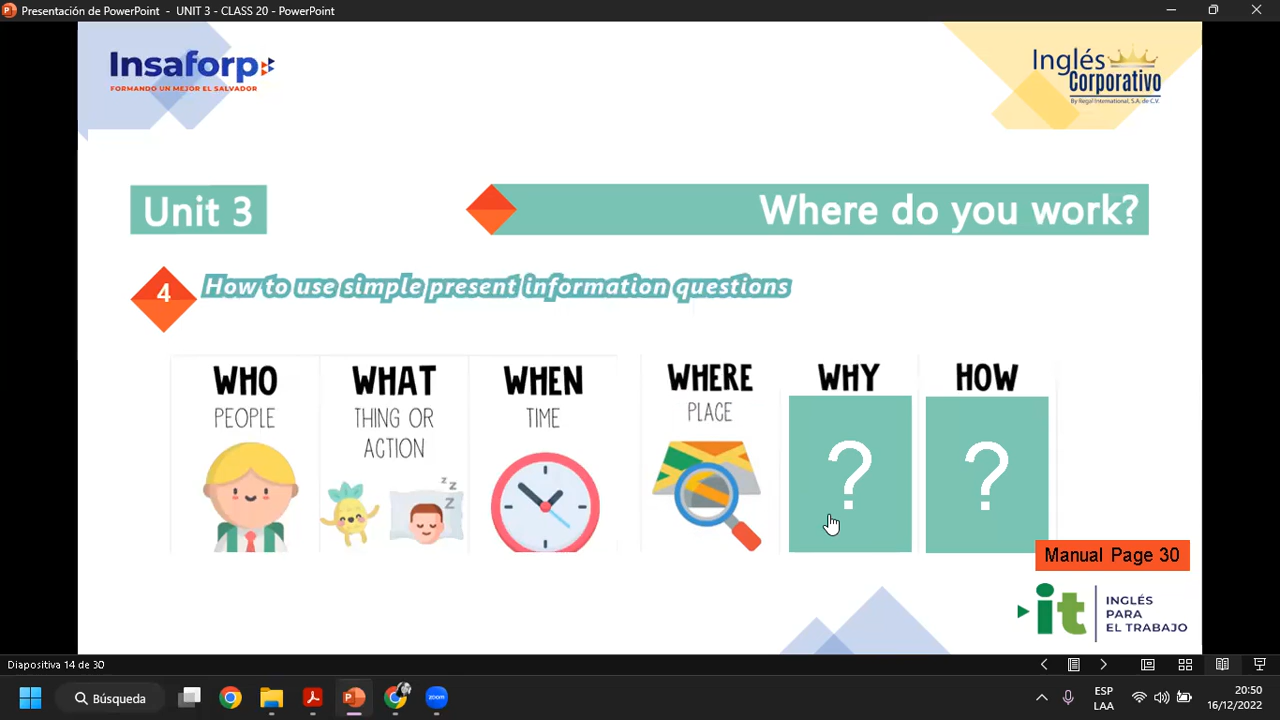 Presentación de PowerPoint - UNIT 3 - CLASS 20 - PowerPoint
Insaforp
FORMANDO UN MEJOR EL SALVADOR
Inglés
Corporativo
By Regal International, S.A. de C.V.
Unit 3
Where do you work?
4
How to use simple present information questions
WHO
PEOPLE
WHAT
THING OR
ACTION
z z
z
WHEN
TIME
WHERE
PLACE
WHY
?
HOW
?
Manual Page 30
it
INGLÉS
PARA
EL TRABAJO
Diapositiva 14 de 30
Búsqueda
zoom
ESP
LAA
20:50
16/12/2022